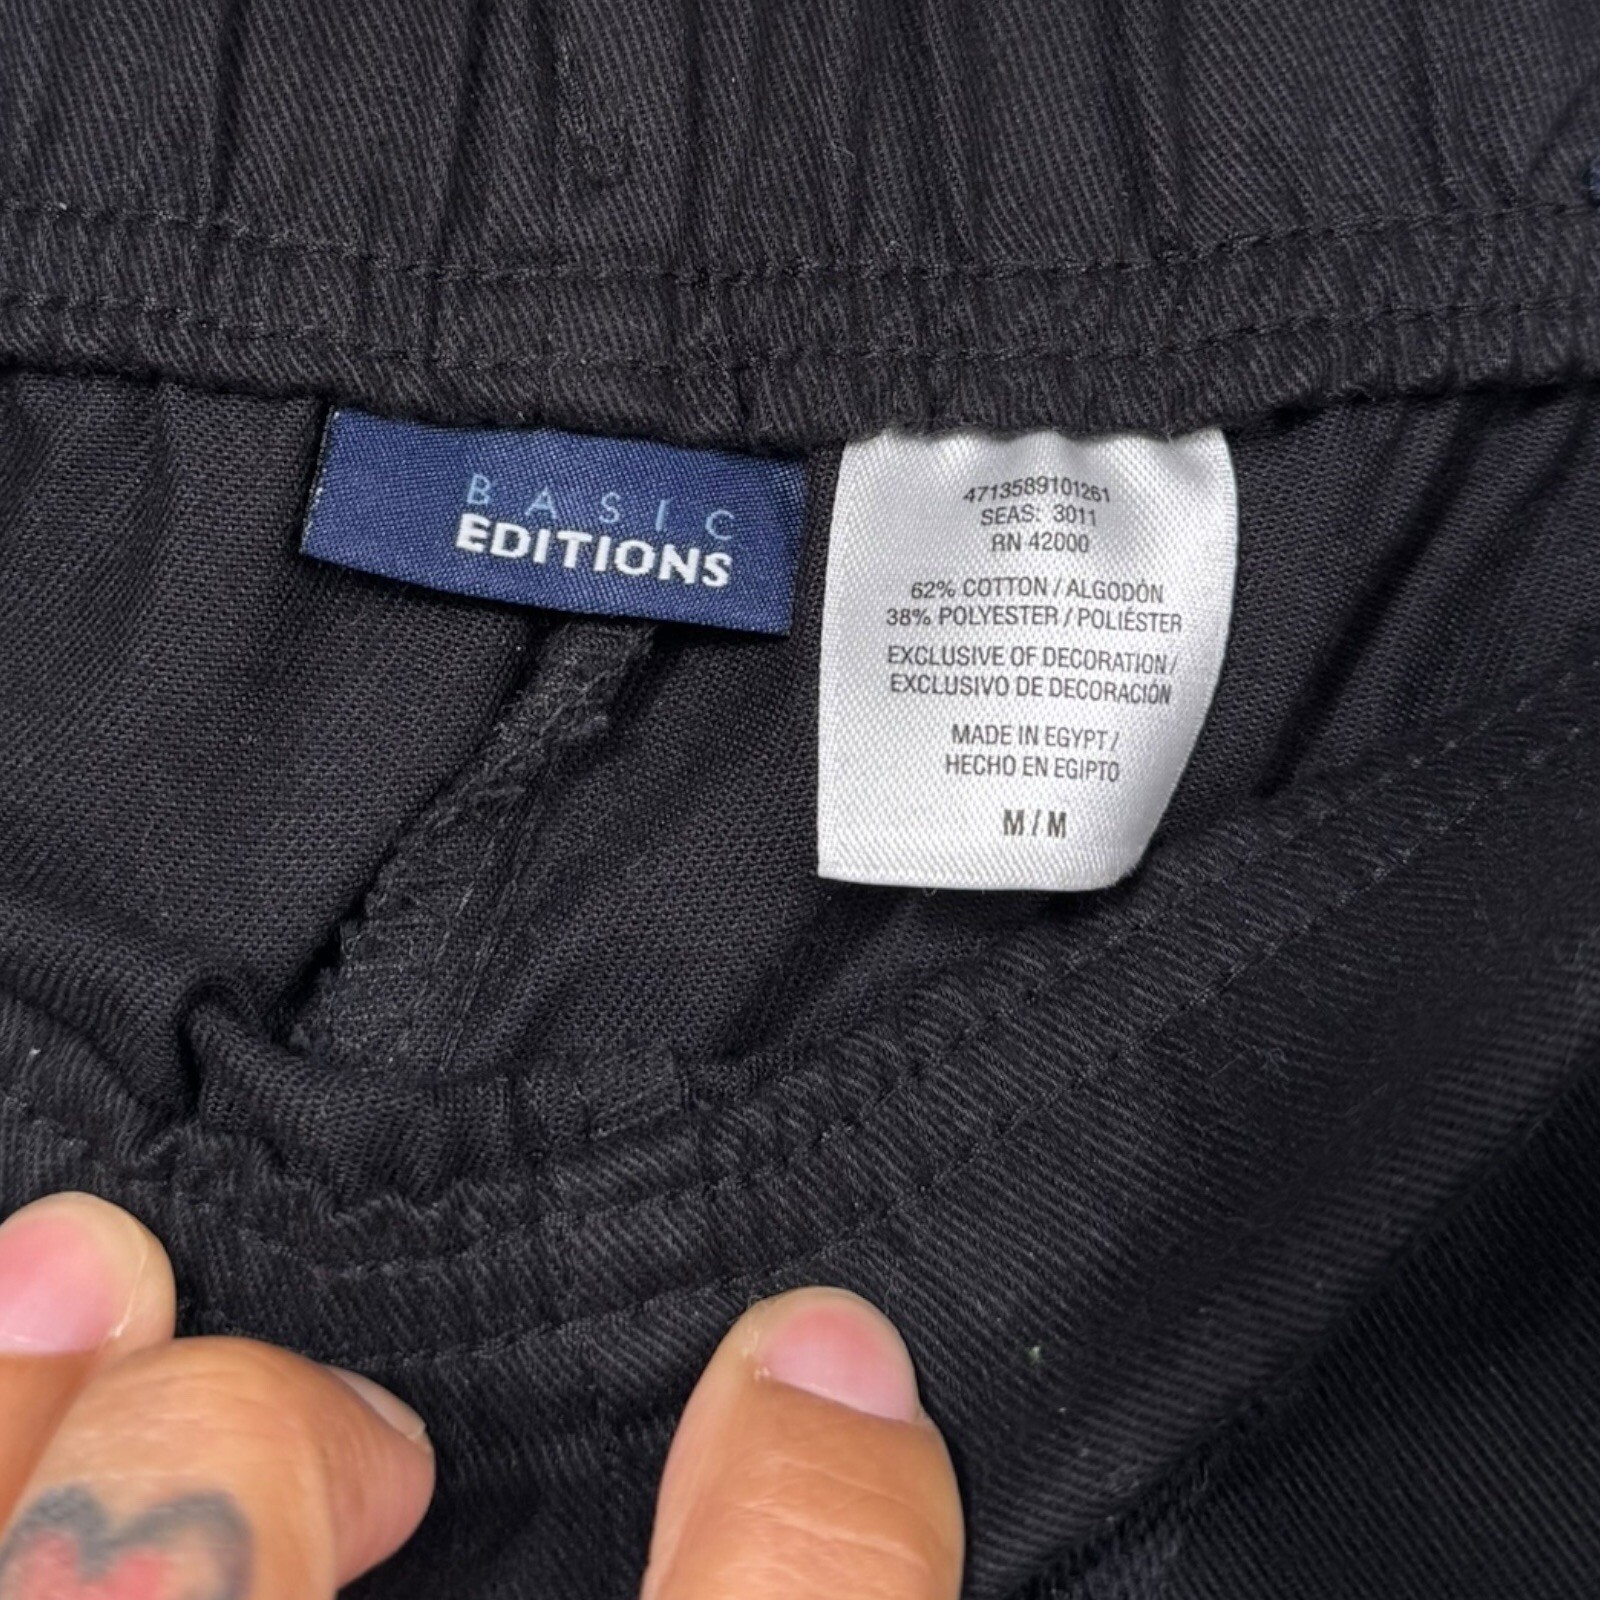 BASIC
EDITIONS
4713589101261
SEAS: 3011
RN 42000
62% COTTON / ALGODÓN
38% POLYESTER / POLIÉSTER
EXCLUSIVE OF DECORATION /
EXCLUSIVO DE DECORACIÓN
MADE IN EGYPT /
HECHO EN EGIPTO
M / M